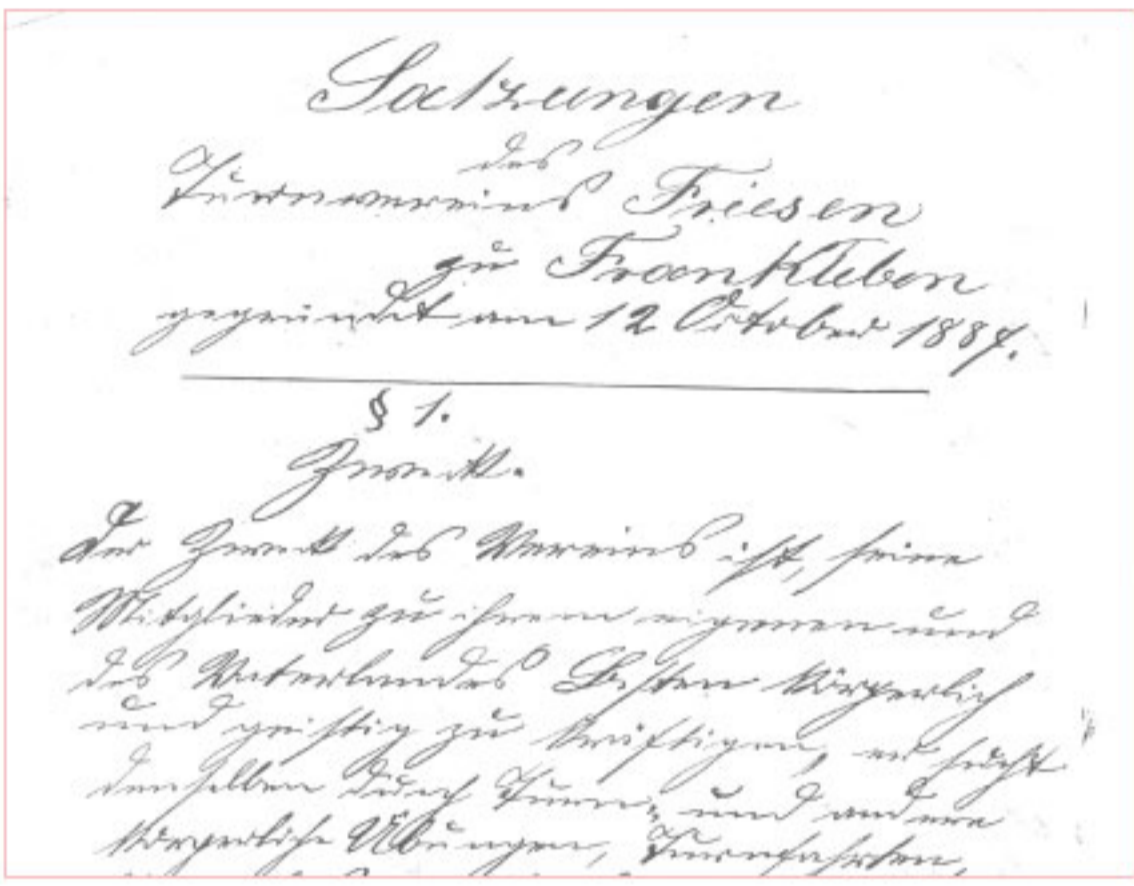 Satzungen
des
Turnvereins Friesen
zu Frankleben
gegründet am 12 October 1887.
§ 1.
Zweck.
Der Zweck des Vereins ist, seine
Mitglieder zu ihrem eigenen und
des Vaterlandes Besten körperlich
und geistig zu kräftigen, er sucht
denselben durch Turn- und andere
körperliche Übungen, Turnfahrten,